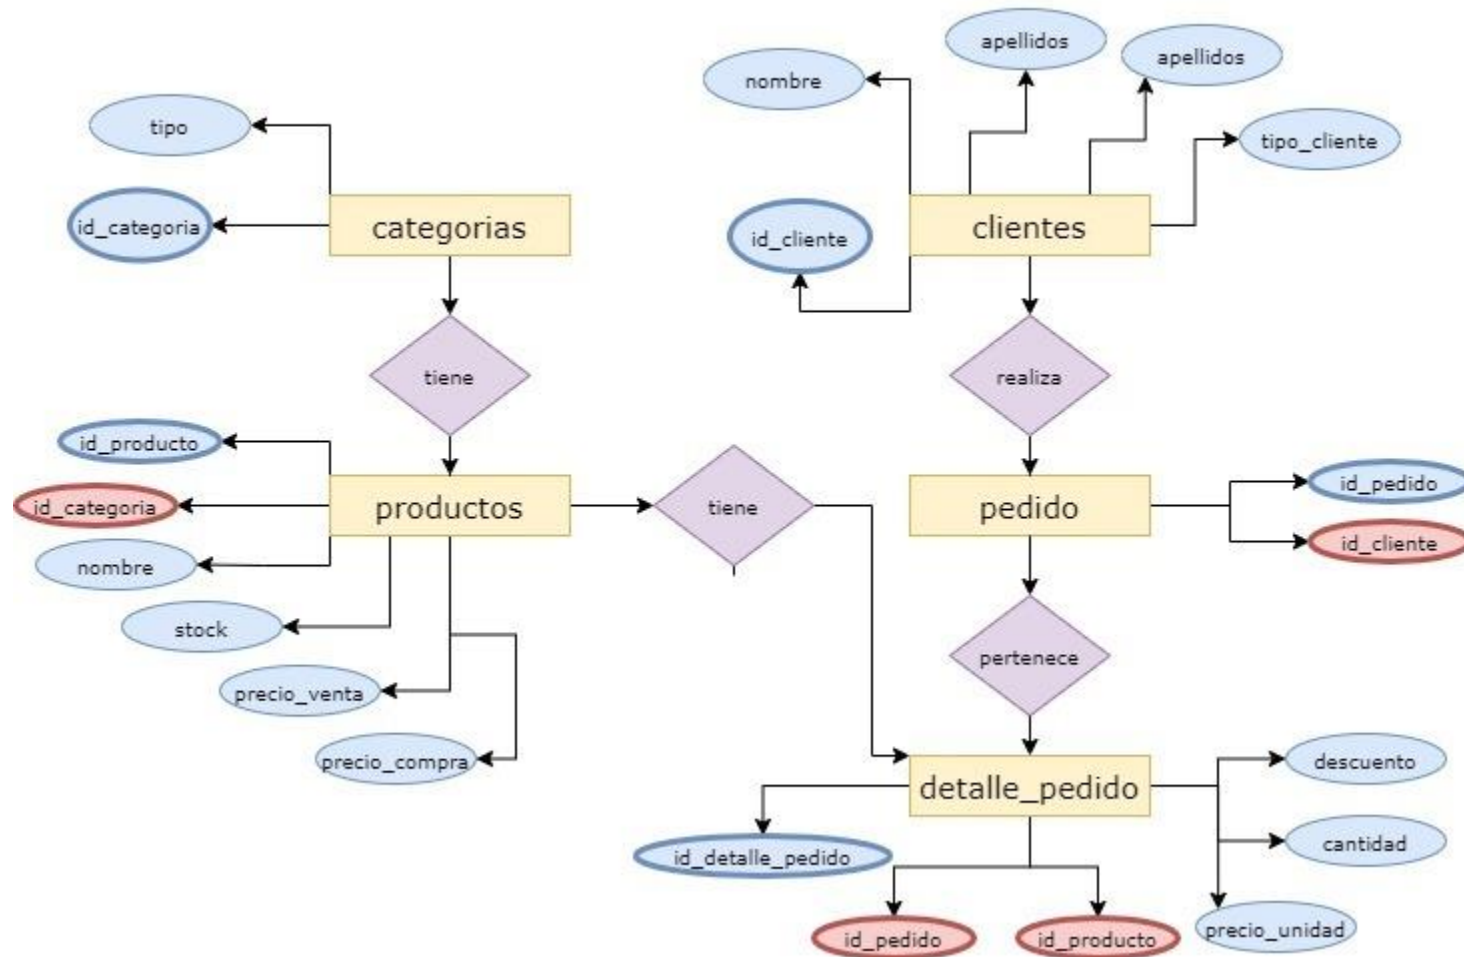 apellidos
apellidos
nombre
tipo
tipo_cliente
id_categoria
categorias
id_cliente
clientes
tiene
realiza
id_producto
id_categoria
productos
tiene
pedido
id_pedido
id_cliente
nombre
stock
pertenece
precio_venta
precio_compra
descuento
detalle_pedido
id_detalle_pedido
cantidad
id_pedido
id_producto
precio_unidad